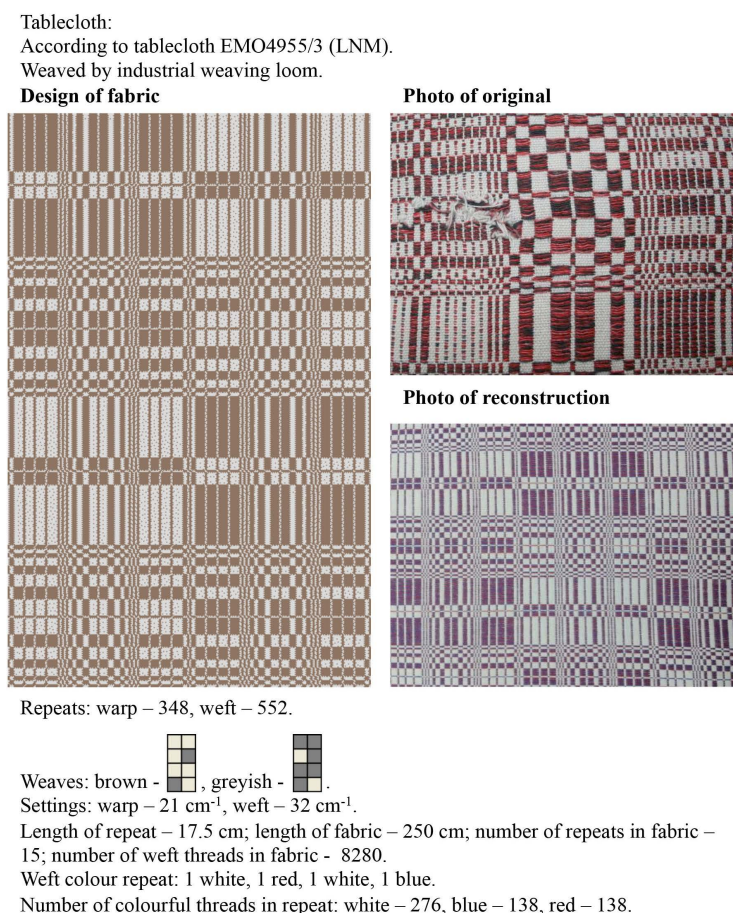 Tablecloth:
According to tablecloth EMO4955/3 (LNM).
Weaved by industrial weaving loom.
Design of fabric
Photo of original
Photo of reconstruction
Repeats: warp – 348, weft – 552.
Weaves: brown - , greyish - .
Settings: warp – 21 cm⁻¹, weft – 32 cm⁻¹.
Length of repeat – 17.5 cm; length of fabric – 250 cm; number of repeats in fabric –
15; number of weft threads in fabric - 8280.
Weft colour repeat: 1 white, 1 red, 1 white, 1 blue.
Number of colourful threads in repeat: white – 276, blue – 138, red – 138.